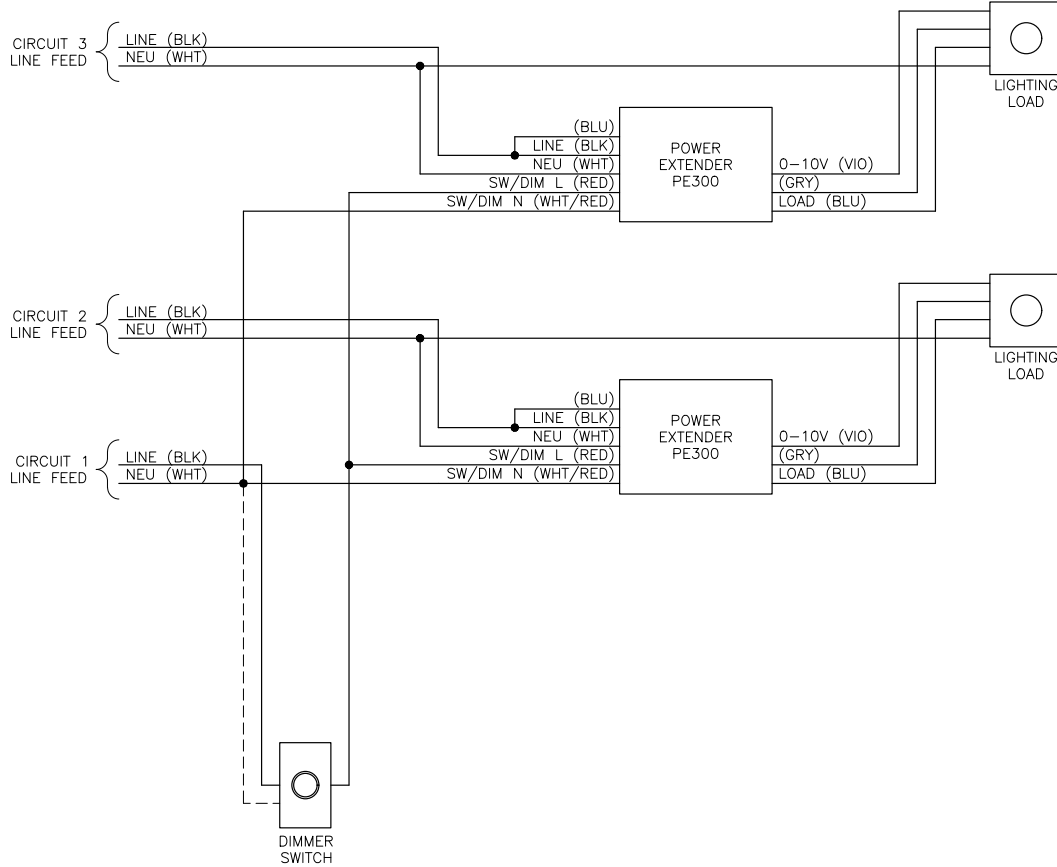 CIRCUIT 3
LINE FEED
LINE (BLK)
NEU (WHT)
LIGHTING
LOAD
(BLU)
LINE (BLK)
NEU (WHT)
SW/DIM L (RED)
SW/DIM N (WHT/RED)
POWER
EXTENDER
PE300
0-10V (VIO)
(GRY)
LOAD (BLU)
CIRCUIT 2
LINE FEED
LINE (BLK)
NEU (WHT)
LIGHTING
LOAD
(BLU)
LINE (BLK)
NEU (WHT)
SW/DIM L (RED)
SW/DIM N (WHT/RED)
POWER
EXTENDER
PE300
0-10V (VIO)
(GRY)
LOAD (BLU)
CIRCUIT 1
LINE FEED
LINE (BLK)
NEU (WHT)
DIMMER
SWITCH